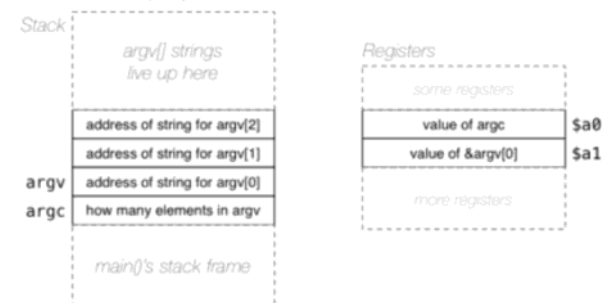 Stack
argv[] strings
live up here
address of string for argv[2]
address of string for argv[1]
argv address of string for argv[0]
argc how many elements in argv
main()'s stack frame
Registers
some registers
value of argc $a0
value of &argv[0] $a1
more registers